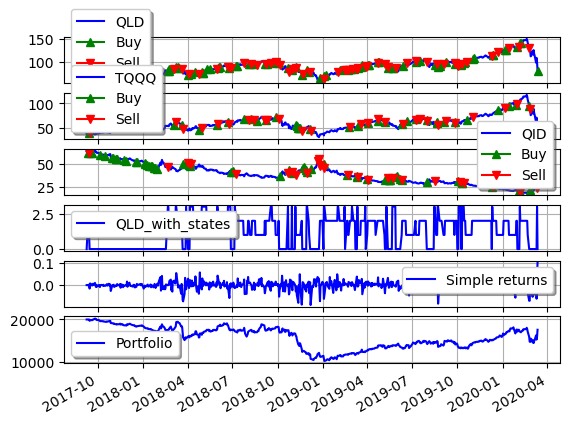 QLD
Buy
Sell
150
100
TQQQ
Buy
Sell
100
50
QID
Buy
Sell
50
25
QLD_with_states
2.5
0.0
Simple returns
0.1
0.0
Portfolio
20000
10000
2017-10
2018-01
2018-04
2018-07
2018-10
2019-01
2019-04
2019-07
2019-10
2020-01
2020-04